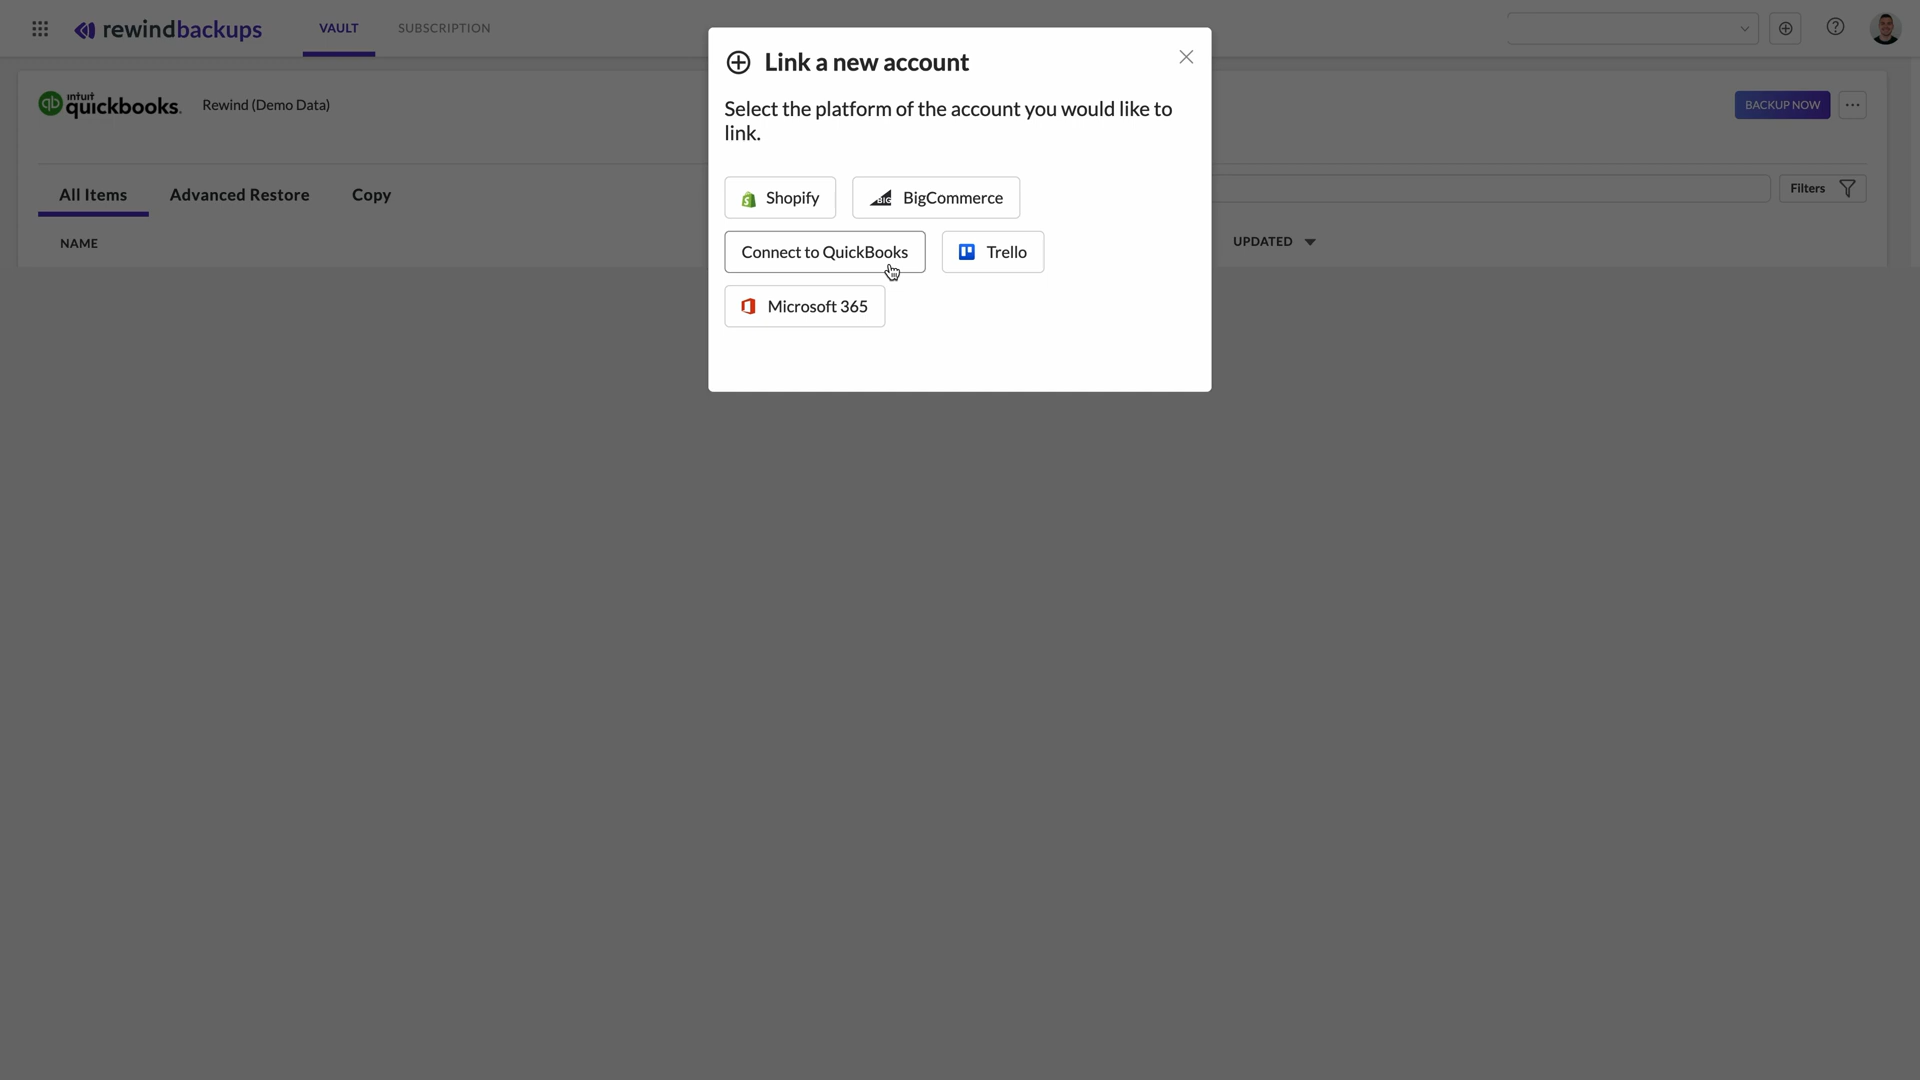 rewindbackups
VAULT
SUBSCRIPTION
Link a new account
Select the platform of the account you would like to
link.
intuit
quickbooks.
Rewind (Demo Data)
BACKUP NOW
All Items
Advanced Restore
Copy
Filters
Shopify
BigCommerce
NAME
UPDATED
Connect to QuickBooks
Trello
Microsoft 365